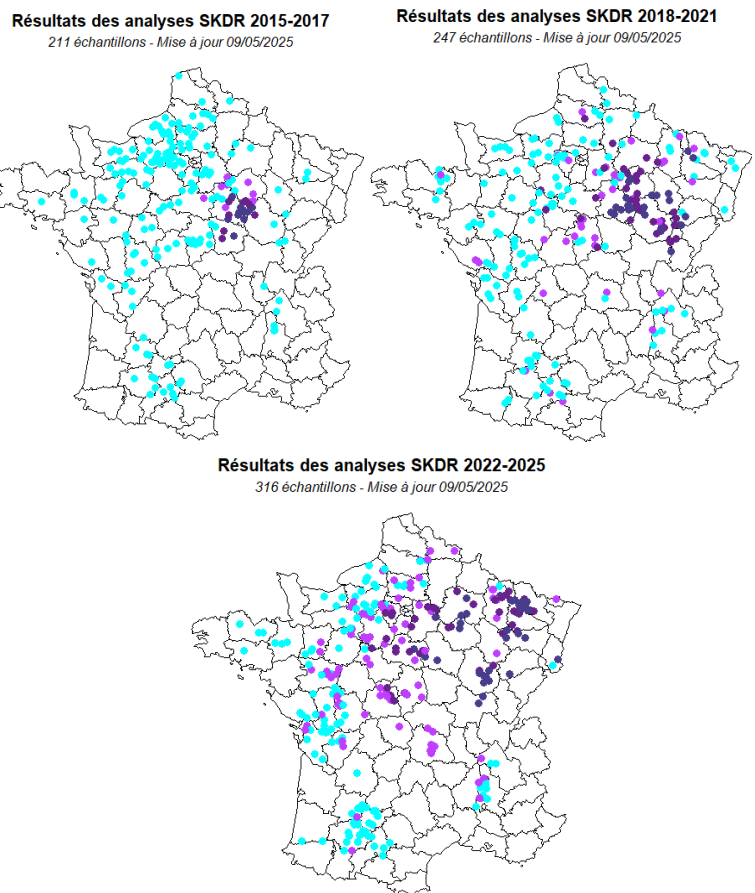 Résultats des analyses SKDR 2015-2017
211 échantillons - Mise à jour 09/05/2025
Résultats des analyses SKDR 2018-2021
247 échantillons - Mise à jour 09/05/2025
Résultats des analyses SKDR 2022-2025
316 échantillons - Mise à jour 09/05/2025